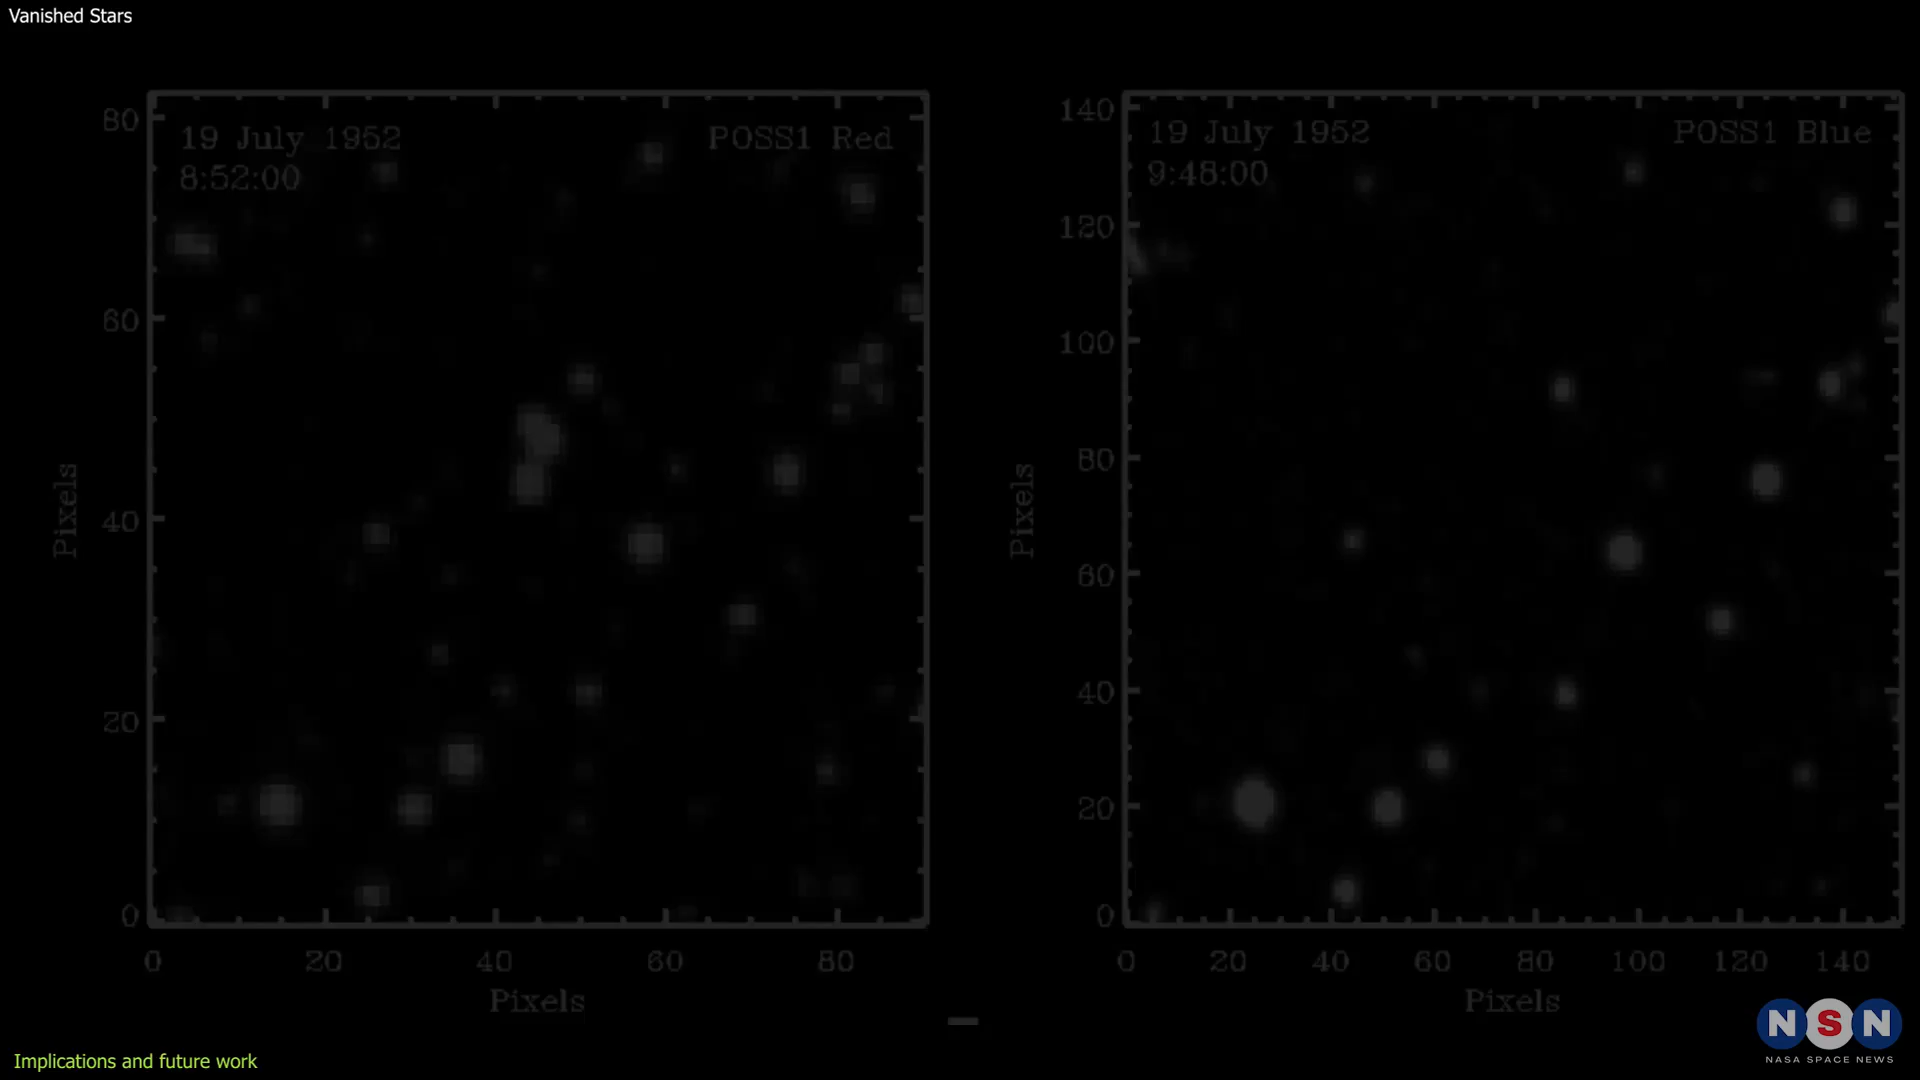 Vanished Stars
19 July 1952
8:52:00
POSS1 Red
80
60
40
20
0
Pixels
0 20 40 60 80
Pixels
19 July 1952
9:48:00
POSS1 Blue
140
120
100
80
60
40
20
0
Pixels
0 20 40 60 80 100 120 140
Pixels
NSN
NASA SPACE NEWS
Implications and future work